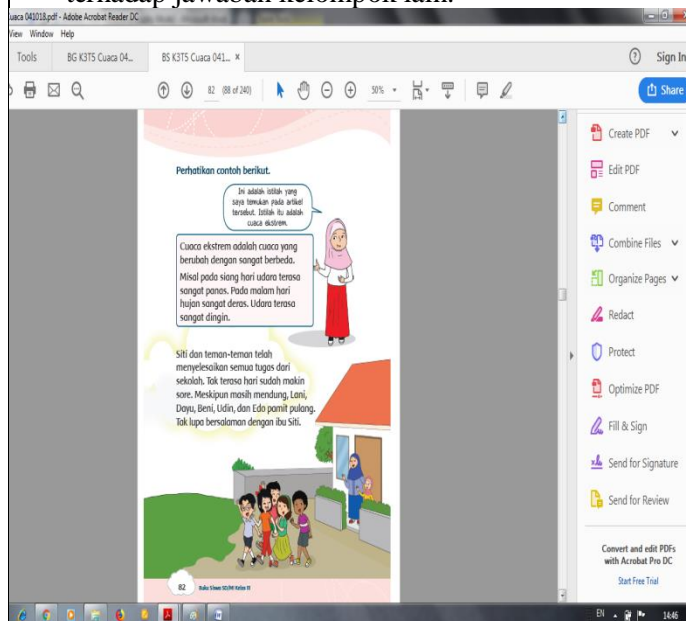 terhadap jawaban kelompok lain.
uaca 041018.pdf - Adobe Acrobat Reader DC
View Window Help
Tools
BG K3T5 Cuaca 04...
BS K3T5 Cuaca 041... ×
Sign In
82 (88 of 240)
50%
Share
Perhatikan contoh berikut.
Ini adalah istilah yang
saya temukan pada artikel
tersebut. Istilah itu adalah
cuaca ekstrem.
Cuaca ekstrem adalah cuaca yang
berubah dengan sangat berbeda.
Misal pada siang hari udara terasa
sangat panas. Pada malam hari
hujan sangat deras. Udara terasa
sangat dingin.
Siti dan teman-teman telah
menyelesaikan semua tugas dari
sekolah. Tak terasa hari sudah makin
sore. Meskipun masih mendung, Lani,
Dayu, Beni, Udin, dan Edo pamit pulang.
Tak lupa bersalaman dengan ibu Siti.
82 Buku Siswa SD/MI Kelas III
Create PDF
Edit PDF
Comment
Combine Files
Organize Pages
Redact
Protect
Optimize PDF
Fill & Sign
Send for Signature
Send for Review
Convert and edit PDFs
with Acrobat Pro DC
Start Free Trial
EN
14:46